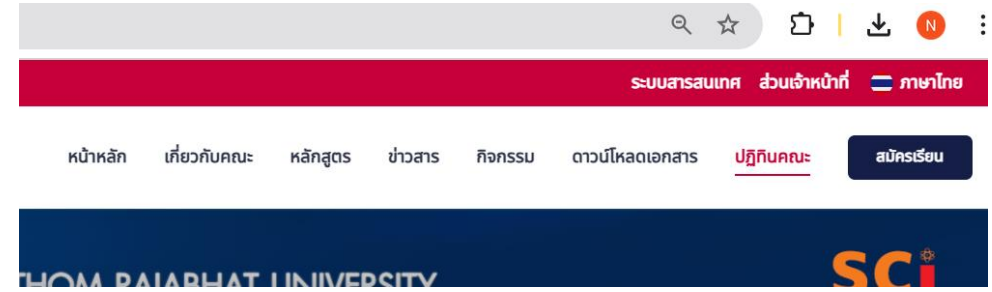 N
ระบบสารสนเทศ ส่วนเจ้าหน้าที่ ภาษาไทย
หน้าหลัก เกี่ยวกับคณะ หลักสูตร ข่าวสาร กิจกรรม ดาวน์โหลดเอกสาร ปฏิทินคณะ สมัครเรียน
THOM RAJABHAT UNIVERSITY
SCi